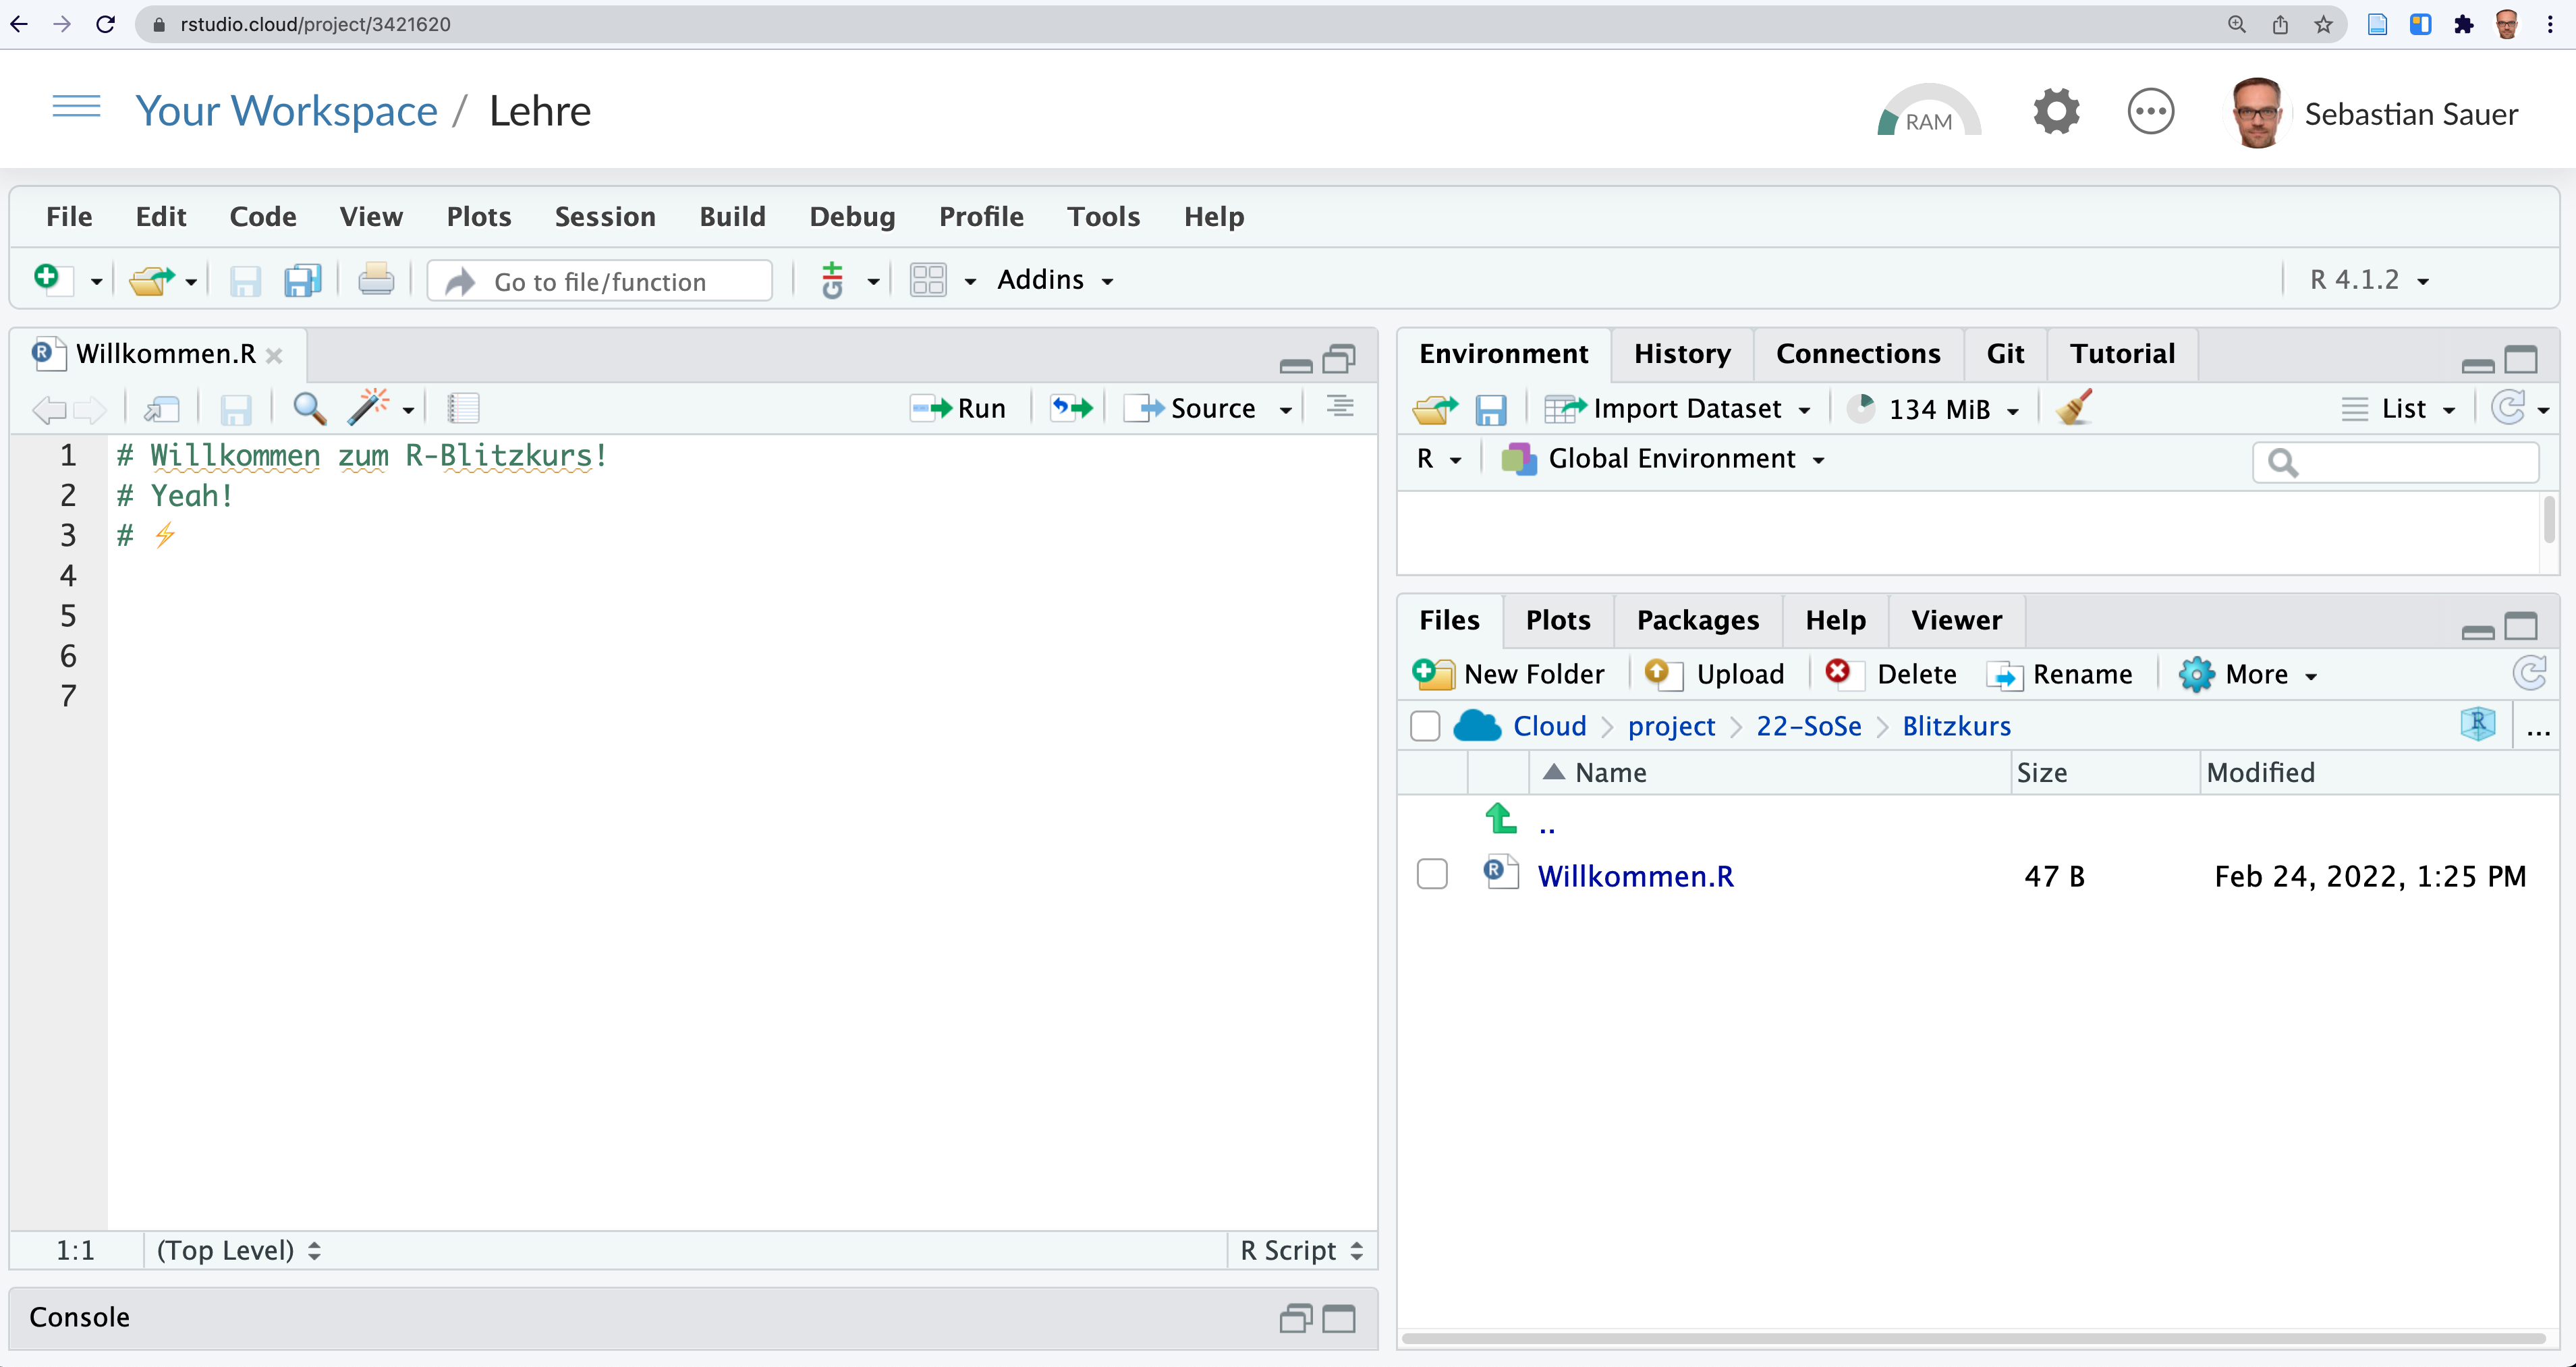 rstudio.cloud/project/3421620
Your Workspace / Lehre
RAM
Sebastian Sauer
File Edit Code View Plots Session Build Debug Profile Tools Help
Go to file/function
Git
Addins
R 4.1.2
Willkommen.R
Run
Source
1 # Willkommen zum R-Blitzkurs!
2 # Yeah!
3 # ⚡
4
5
6
7
1:1 (Top Level)
R Script
Console
Environment History Connections Git Tutorial
Import Dataset
134 MiB
List
R
Global Environment
Files Plots Packages Help Viewer
New Folder Upload Delete Rename More
Cloud project 22-SoSe Blitzkurs
R
...
Name Size Modified
..
Willkommen.R 47 B Feb 24, 2022, 1:25 PM